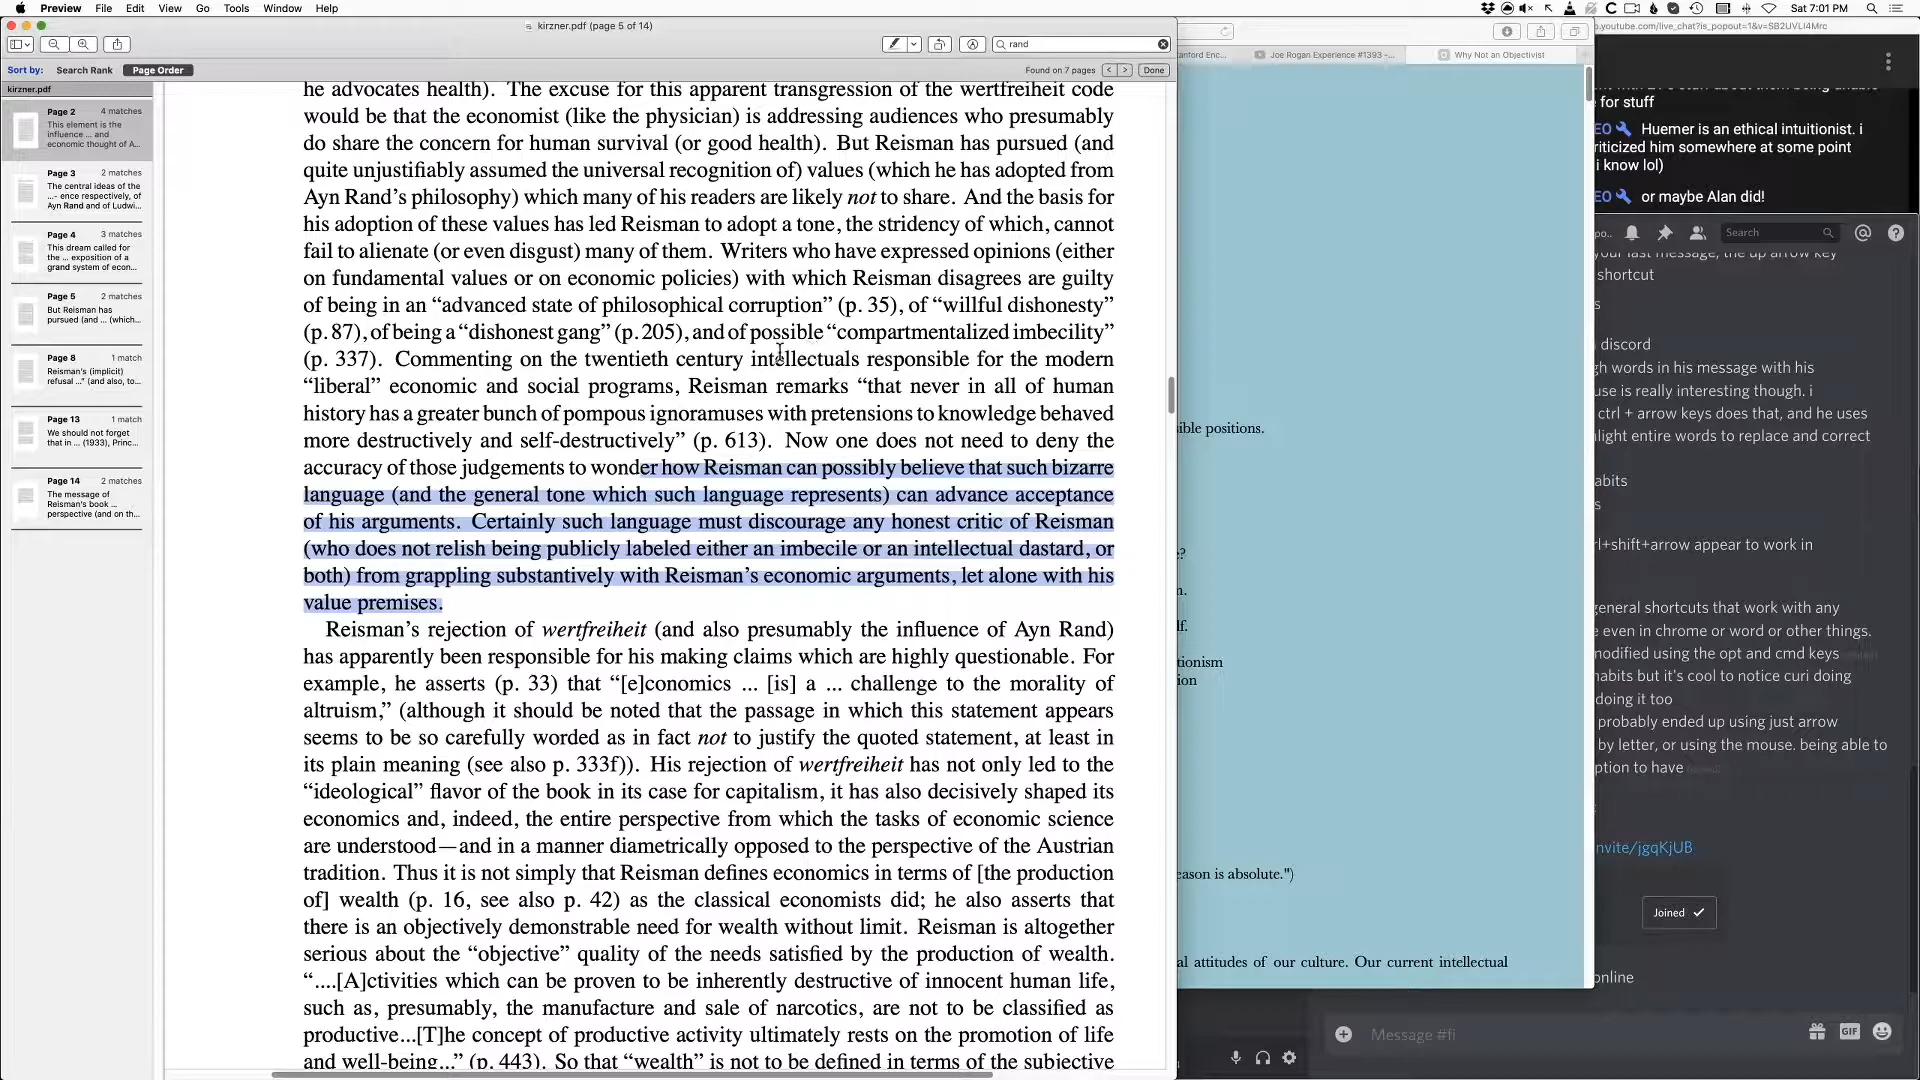 Preview File Edit View Go Tools Window Help
Sat 7:01 PM
kirzner.pdf (page 5 of 14)
rand
Sort by: Search Rank Page Order
Found on 7 pages Done
kirzner.pdf
Page 2 4 matches
This element is the
influence ... and
economic thought of A...
Page 3 2 matches
The central ideas of the
...- ence respectively, of
Ayn Rand and of Ludwi...
Page 4 3 matches
This dream called for
the ... exposition of a
grand system of econ...
Page 5 2 matches
But Reisman has
pursued (and ... (which...
Page 8 1 match
Reisman's (implicit)
refusal ..." (and also, to...
Page 13 1 match
We should not forget
that in ... (1933), Princ...
Page 14 2 matches
The message of
Reisman's book ...
perspective (and on th...
he advocates health). The excuse for this apparent transgression of the wertfreiheit code
would be that the economist (like the physician) is addressing audiences who presumably
do share the concern for human survival (or good health). But Reisman has pursued (and
quite unjustifiably assumed the universal recognition of) values (which he has adopted from
Ayn Rand's philosophy) which many of his readers are likely not to share. And the basis for
his adoption of these values has led Reisman to adopt a tone, the stridency of which, cannot
fail to alienate (or even disgust) many of them. Writers who have expressed opinions (either
on fundamental values or on economic policies) with which Reisman disagrees are guilty
of being in an “advanced state of philosophical corruption” (p. 35), of “willful dishonesty”
(p. 87), of being a “dishonest gang” (p. 205), and of possible “compartmentalized imbecility”
(p. 337). Commenting on the twentieth century intellectuals responsible for the modern
“liberal” economic and social programs, Reisman remarks “that never in all of human
history has a greater bunch of pompous ignoramuses with pretensions to knowledge behaved
more destructively and self-destructively” (p. 613). Now one does not need to deny the
accuracy of those judgements to wonder how Reisman can possibly believe that such bizarre
language (and the general tone which such language represents) can advance acceptance
of his arguments. Certainly such language must discourage any honest critic of Reisman
(who does not relish being publicly labeled either an imbecile or an intellectual dastard, or
both) from grappling substantively with Reisman’s economic arguments, let alone with his
value premises.
Reisman’s rejection of wertfreiheit (and also presumably the influence of Ayn Rand)
has apparently been responsible for his making claims which are highly questionable. For
example, he asserts (p. 33) that “[e]conomics ... [is] a ... challenge to the morality of
altruism,” (although it should be noted that the passage in which this statement appears
seems to be so carefully worded as in fact not to justify the quoted statement, at least in
its plain meaning (see also p. 333f)). His rejection of wertfreiheit has not only led to the
“ideological” flavor of the book in its case for capitalism, it has also decisively shaped its
economics and, indeed, the entire perspective from which the tasks of economic science
are understood—and in a manner diametrically opposed to the perspective of the Austrian
tradition. Thus it is not simply that Reisman defines economics in terms of [the production
of] wealth (p. 16, see also p. 42) as the classical economists did; he also asserts that
there is an objectively demonstrable need for wealth without limit. Reisman is altogether
serious about the “objective” quality of the needs satisfied by the production of wealth.
“....[A]ctivities which can be proven to be inherently destructive of innocent human life,
such as, presumably, the manufacture and sale of narcotics, are not to be classified as
productive...[T]he concept of productive activity ultimately rests on the promotion of life
and well-being...” (p. 443). So that “wealth” is not to be defined in terms of the subjective
anford Enc... Joe Rogan Experience #1393 -... Why Not an Objectivist
ible positions.
?
n.
lf.
tionism
ion
eason is absolute.")
al attitudes of our culture. Our current intellectual
.youtube.com/live_chat?is_popout=1&v=SB2UVLI4Mrc
for stuff
EO Huemer is an ethical intuitionist. i
criticized him somewhere at some point
i know lol)
EO or maybe Alan did!
po.. Search
your last message, the up arrow key
shortcut
s
discord
gh words in his message with his
use is really interesting though. i
ctrl + arrow keys does that, and he uses
hlight entire words to replace and correct
abits
s
rl+shift+arrow appear to work in
general shortcuts that work with any
e even in chrome or word or other things.
modified using the opt and cmd keys
habits but it's cool to notice curi doing
doing it too
probably ended up using just arrow
by letter, or using the mouse. being able to
ption to have
nvite/jgqKjUB
Joined
online
Message #fi
GIF